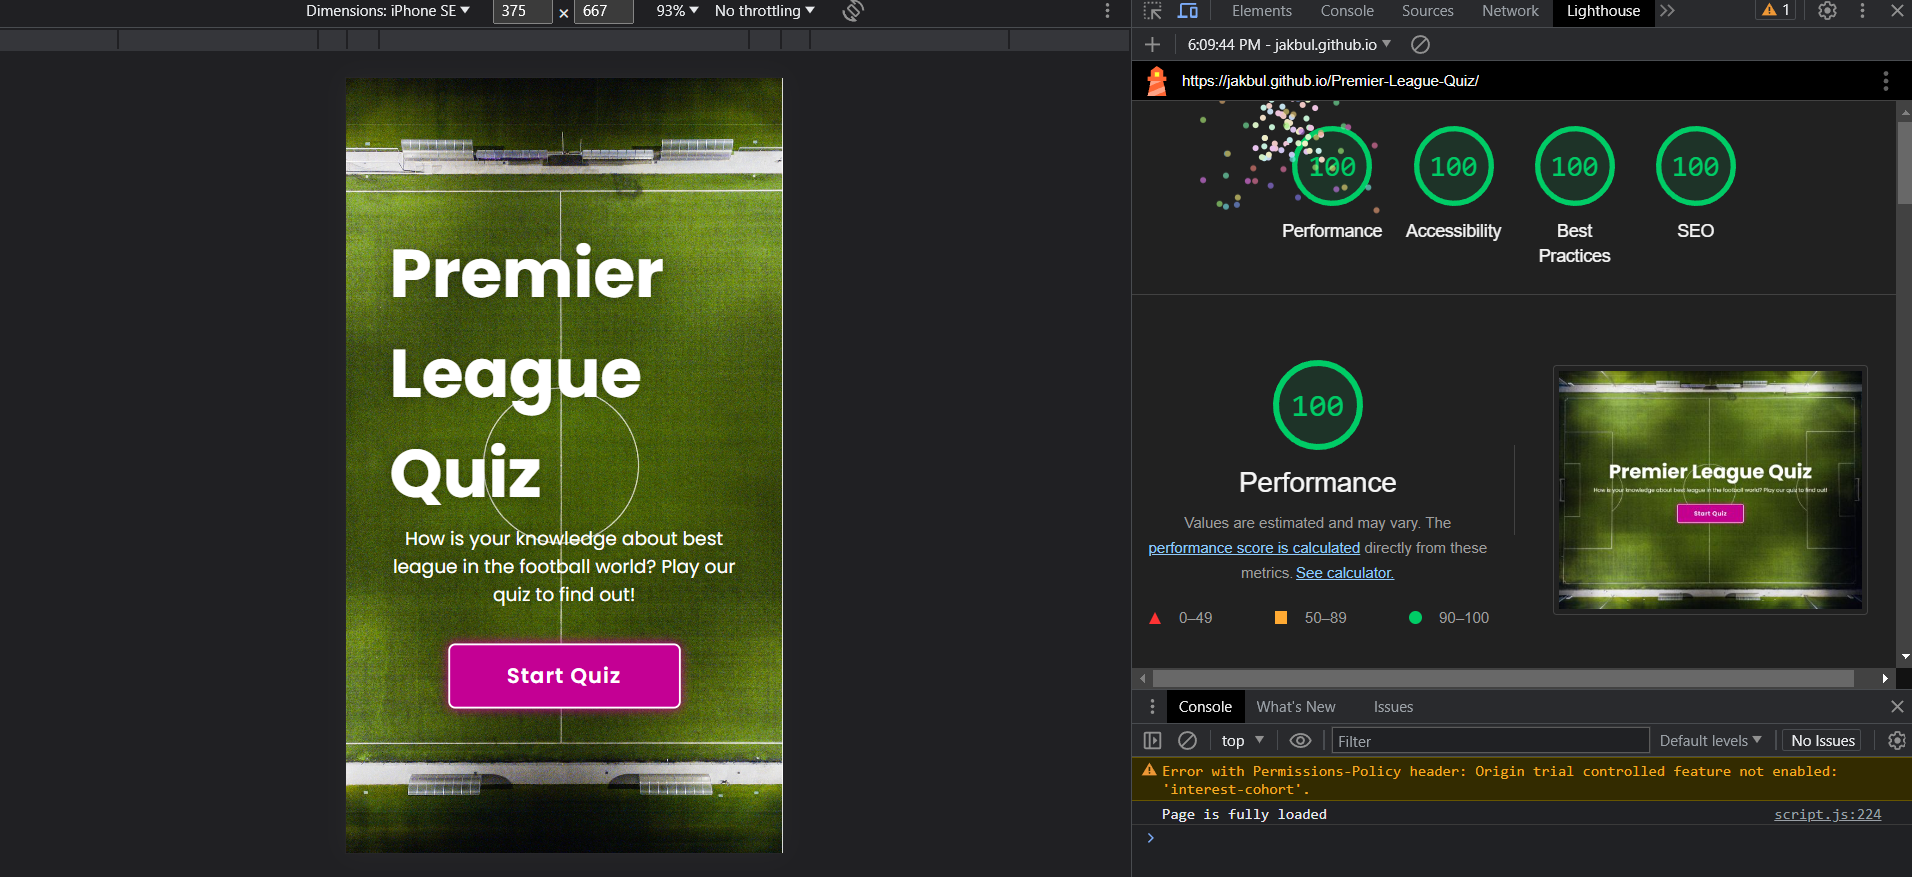 Dimensions: iPhone SE ▼ 375 × 667 93% ▼ No throttling ▼
Elements Console Sources Network Lighthouse 1
6:09:44 PM - jakbul.github.io ▼
https://jakbul.github.io/Premier-League-Quiz/
100 100 100 100
Performance Accessibility Best Practices SEO
Premier
League
Quiz
How is your knowledge about best
league in the football world? Play our
quiz to find out!
Start Quiz
100
Performance
Values are estimated and may vary. The
performance score is calculated directly from these
metrics. See calculator.
0–49 50–89 90–100
Premier League Quiz
How is your knowledge about best league in the football world? Play our quiz to find out!
Start Quiz
Console What's New Issues
top ▼ Filter Default levels ▼ No Issues
Error with Permissions-Policy header: Origin trial controlled feature not enabled:
'interest-cohort'.
Page is fully loaded script.js:224